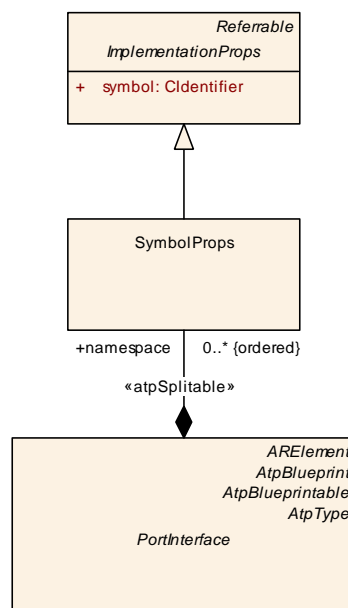 Referrable
ImplementationProps
+ symbol: CIdentifier
SymbolProps
+namespace 0..* {ordered}
«atpSplitable»
ARElement
AtpBlueprint
AtpBlueprintable
AtpType
PortInterface